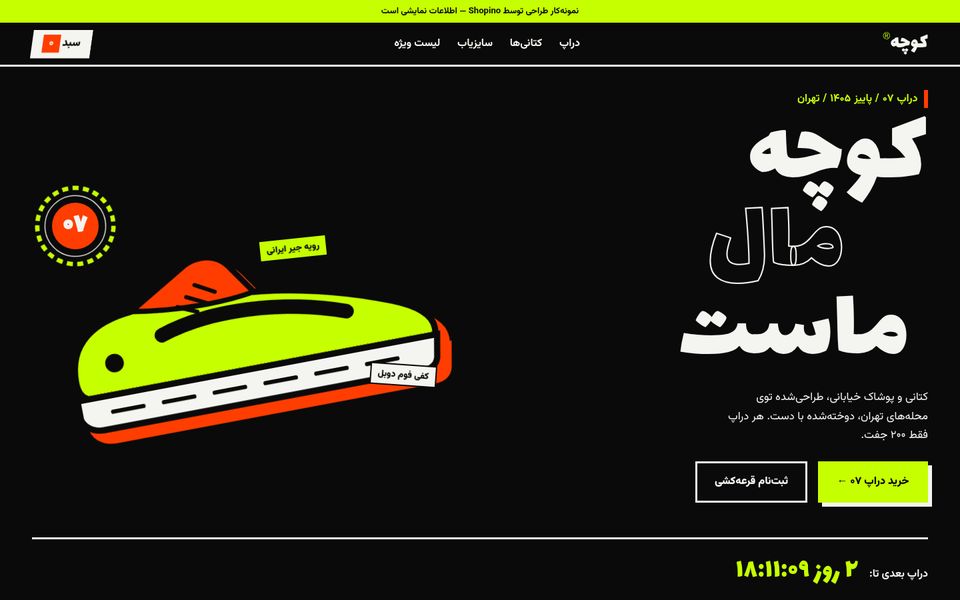 نمونه‌کار طراحی توسط Shopino — اطلاعات نمایشی است
کوچه®
دراپ
کتانی‌ها
سایزیاب
لیست ویژه
سبد ۰
دراپ ۰۷ / پاییز ۱۴۰۵ / تهران
کوچه
مال
ماست
۰۷
رویه جیر ایرانی
کفی فوم دوبل
کتانی و پوشاک خیابانی، طراحی‌شده توی
محله‌های تهران، دوخته‌شده با دست. هر دراپ
فقط ۲۰۰ جفت.
خرید دراپ ۰۷ ←
ثبت‌نام قرعه‌کشی
دراپ بعدی تا: ۲ روز ۱۸:۱۱:۰۹